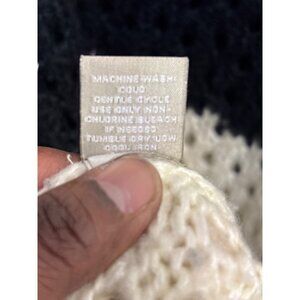 MACHINE WASH
COLD
GENTLE CYCLE
USE ONLY NON-
CHLORINE BLEACH
IF NEEDED
TUMBLE DRY LOW
COOL IRON